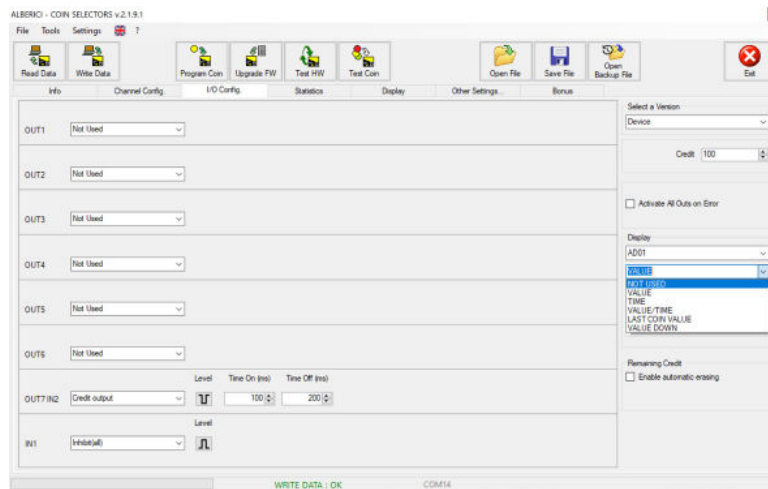 ALBERICI - COIN SELECTORS v.2.1.9.1
File Tools Settings ?
Read Data Write Data Program Coin Upgrade FW Test HW Test Coin Open File Save File Open Backup File Exit
Info Channel Config. I/O Config. Statistics Display Other Settings... Bonus
Select a Version
Device
OUT1 Not Used
Credit 100
OUT2 Not Used
Activate All Outs on Error
OUT3 Not Used
Display
AD01
OUT4 Not Used
VALUE
NOT USED
VALUE
TIME
VALUE/TIME
LAST COIN VALUE
VALUE DOWN
OUT5 Not Used
OUT6 Not Used
Remaining Credit
Enable automatic erasing
Level Time On (ms) Time Off (ms)
OUT7 IN2 Credit output 100 200
Level
IN1 Inhibit(all)
WRITE DATA : OK COM14